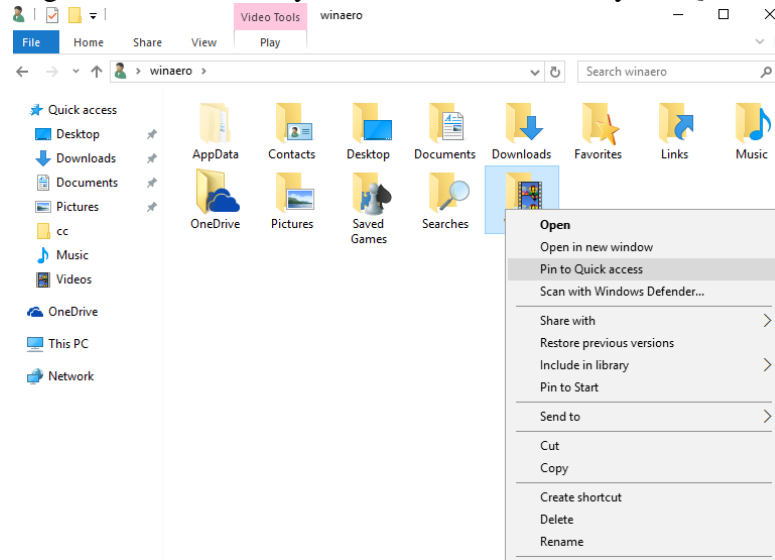 Video Tools
winaero
File
Home
Share
View
Play
winaero
Search winaero
Quick access
Desktop
Downloads
Documents
Pictures
cc
Music
Videos
OneDrive
This PC
Network
AppData
Contacts
Desktop
Documents
Downloads
Favorites
Links
Music
OneDrive
Pictures
Saved
Games
Searches
Open
Open in new window
Pin to Quick access
Scan with Windows Defender...
Share with
Restore previous versions
Include in library
Pin to Start
Send to
Cut
Copy
Create shortcut
Delete
Rename